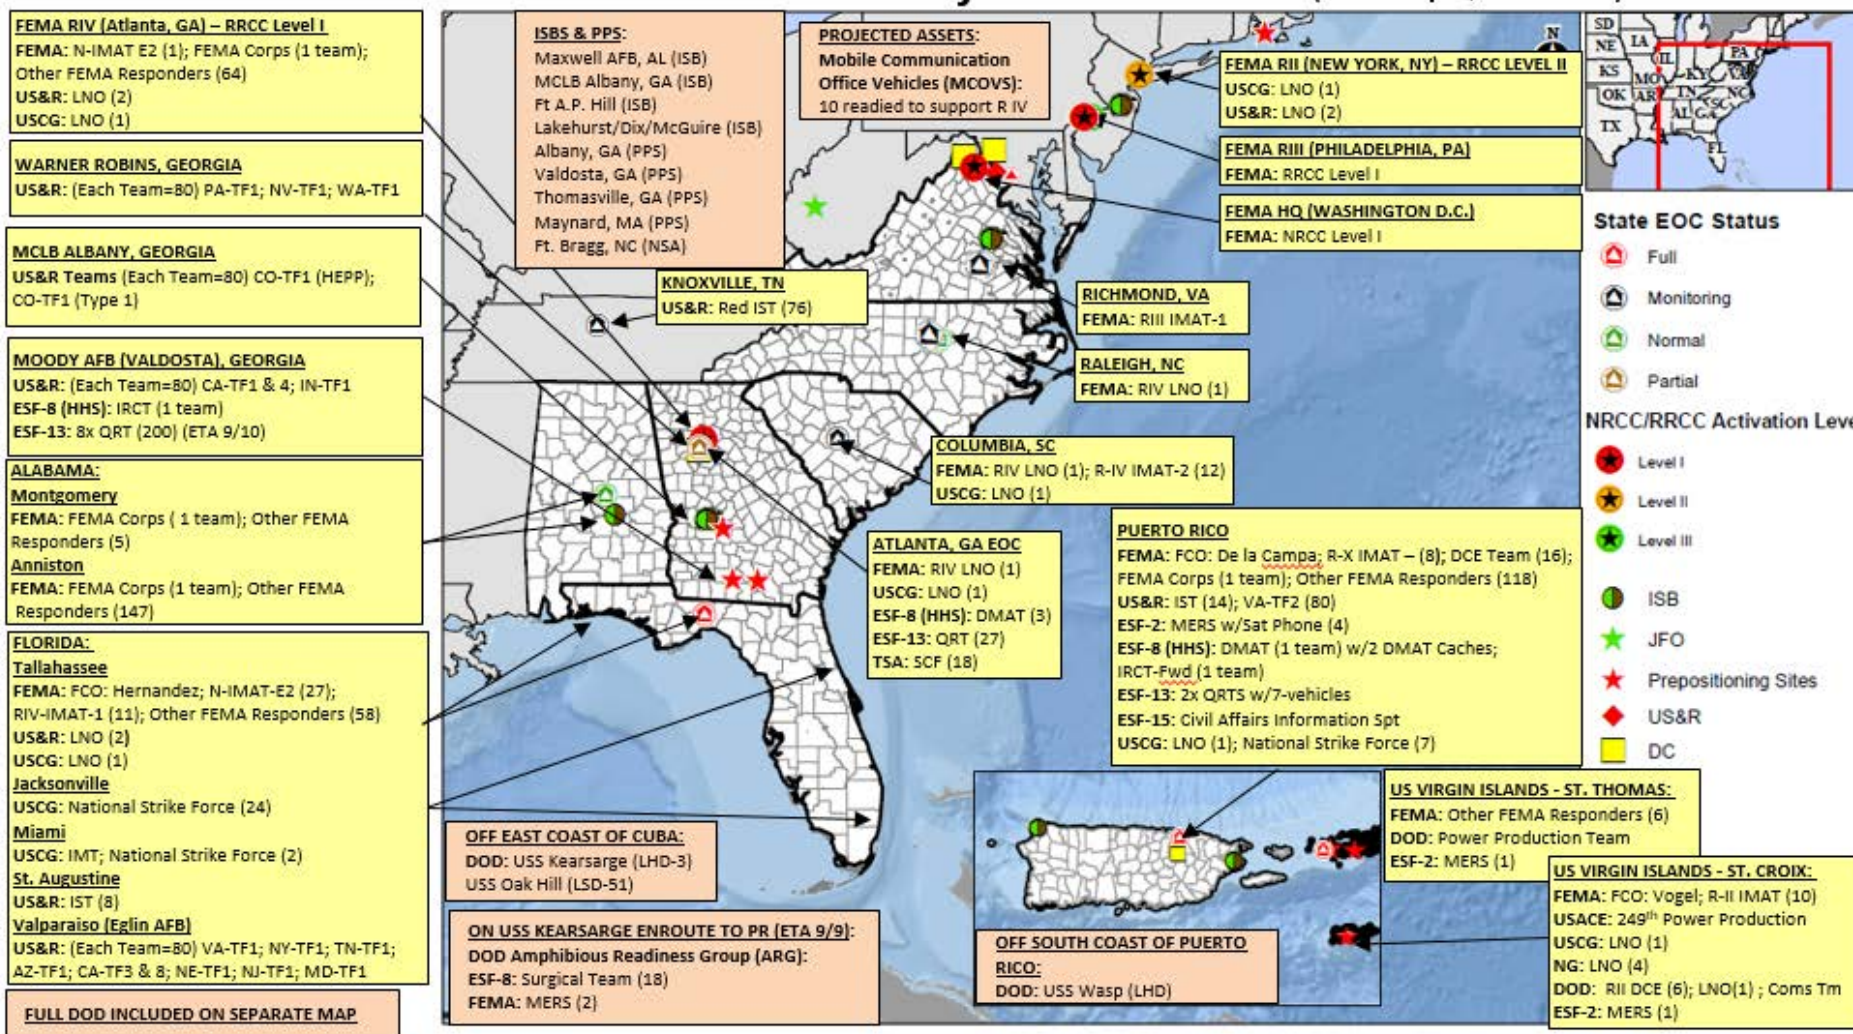 FEMA RIV (Atlanta, GA) – RRCC Level I
FEMA: N-IMAT E2 (1); FEMA Corps (1 team);
Other FEMA Responders (64)
US&R: LNO (2)
USCG: LNO (1)
WARNER ROBINS, GEORGIA
US&R: (Each Team=80) PA-TF1; NV-TF1; WA-TF1
MCLB ALBANY, GEORGIA
US&R Teams (Each Team=80) CO-TF1 (HEPP);
CO-TF1 (Type 1)
MOODY AFB (VALDOSTA), GEORGIA
US&R: (Each Team=80) CA-TF1 & 4; IN-TF1
ESF-8 (HHS): IRCT (1 team)
ESF-13: 8x QRT (200) (ETA 9/10)
ALABAMA:
Montgomery
FEMA: FEMA Corps ( 1 team); Other FEMA
Responders (5)
Anniston
FEMA: FEMA Corps (1 team); Other FEMA
Responders (147)
FLORIDA:
Tallahassee
FEMA: FCO: Hernandez; N-IMAT-E2 (27);
RIV-IMAT-1 (11); Other FEMA Responders (58)
US&R: LNO (2)
USCG: LNO (1)
Jacksonville
USCG: National Strike Force (24)
Miami
USCG: IMT; National Strike Force (2)
St. Augustine
US&R: IST (8)
Valparaiso (Eglin AFB)
US&R: (Each Team=80) VA-TF1; NY-TF1; TN-TF1;
AZ-TF1; CA-TF3 & 8; NE-TF1; NJ-TF1; MD-TF1
FULL DOD INCLUDED ON SEPARATE MAP
ISBS & PPS:
Maxwell AFB, AL (ISB)
MCLB Albany, GA (ISB)
Ft A.P. Hill (ISB)
Lakehurst/Dix/McGuire (ISB)
Albany, GA (PPS)
Valdosta, GA (PPS)
Thomasville, GA (PPS)
Maynard, MA (PPS)
Ft. Bragg, NC (NSA)
PROJECTED ASSETS:
Mobile Communication
Office Vehicles (MCOVS):
10 readied to support R IV
KNOXVILLE, TN
US&R: Red IST (76)
N
FEMA RII (NEW YORK, NY) – RRCC LEVEL II
USCG: LNO (1)
US&R: LNO (2)
FEMA RIII (PHILADELPHIA, PA)
FEMA: RRCC Level I
FEMA HQ (WASHINGTON D.C.)
FEMA: NRCC Level I
RICHMOND, VA
FEMA: RIII IMAT-1
RALEIGH, NC
FEMA: RIV LNO (1)
COLUMBIA, SC
FEMA: RIV LNO (1); R-IV IMAT-2 (12)
USCG: LNO (1)
ATLANTA, GA EOC
FEMA: RIV LNO (1)
USCG: LNO (1)
ESF-8 (HHS): DMAT (3)
ESF-13: QRT (27)
TSA: SCF (18)
PUERTO RICO
FEMA: FCO: De la Campa; R-X IMAT – (8); DCE Team (16);
FEMA Corps (1 team); Other FEMA Responders (118)
US&R: IST (14); VA-TF2 (80)
ESF-2: MERS w/Sat Phone (4)
ESF-8 (HHS): DMAT (1 team) w/2 DMAT Caches;
IRCT-Fwd (1 team)
ESF-13: 2x QRTS w/7-vehicles
ESF-15: Civil Affairs Information Spt
USCG: LNO (1); National Strike Force (7)
OFF EAST COAST OF CUBA:
DOD: USS Kearsarge (LHD-3)
USS Oak Hill (LSD-51)
ON USS KEARSARGE ENROUTE TO PR (ETA 9/9):
DOD Amphibious Readiness Group (ARG):
ESF-8: Surgical Team (18)
FEMA: MERS (2)
OFF SOUTH COAST OF PUERTO
RICO:
DOD: USS Wasp (LHD)
US VIRGIN ISLANDS - ST. THOMAS:
FEMA: Other FEMA Responders (6)
DOD: Power Production Team
ESF-2: MERS (1)
US VIRGIN ISLANDS - ST. CROIX:
FEMA: FCO: Vogel; R-II IMAT (10)
USACE: 249th Power Production
USCG: LNO (1)
NG: LNO (4)
DOD: RII DCE (6); LNO(1) ; Coms Tm
ESF-2: MERS (1)
SD
NE
IA
KS
MO
OK
AR
TX
IL
KY
TN
AL
GA
SC
NC
VA
PA
FL
State EOC Status
Full
Monitoring
Normal
Partial
NRCC/RRCC Activation Leve
Level I
Level II
Level III
ISB
JFO
Prepositioning Sites
US&R
DC